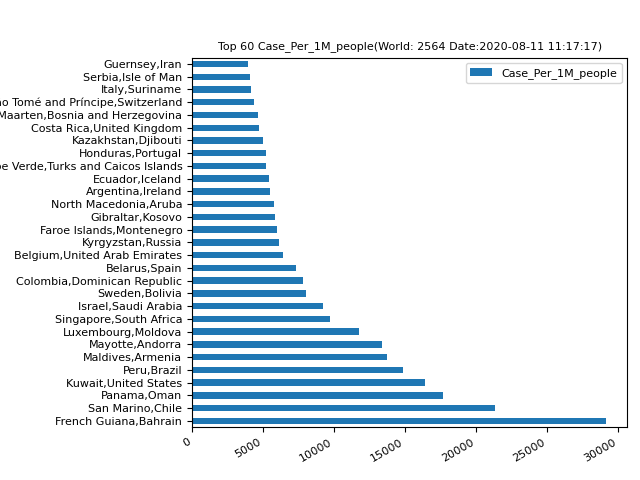 Top 60 Case_Per_1M_people(World: 2564 Date:2020-08-11 11:17:17)
Case_Per_1M_people
Guernsey,Iran
Serbia,Isle of Man
Italy,Suriname
Tomé and Príncipe,Switzerland
Maarten,Bosnia and Herzegovina
Costa Rica,United Kingdom
Kazakhstan,Djibouti
Honduras,Portugal
Verde,Turks and Caicos Islands
Ecuador,Iceland
Argentina,Ireland
North Macedonia,Aruba
Gibraltar,Kosovo
Faroe Islands,Montenegro
Kyrgyzstan,Russia
Belgium,United Arab Emirates
Belarus,Spain
Colombia,Dominican Republic
Sweden,Bolivia
Israel,Saudi Arabia
Singapore,South Africa
Luxembourg,Moldova
Mayotte,Andorra
Maldives,Armenia
Peru,Brazil
Kuwait,United States
Panama,Oman
San Marino,Chile
French Guiana,Bahrain
0 5000 10000 15000 20000 25000 30000